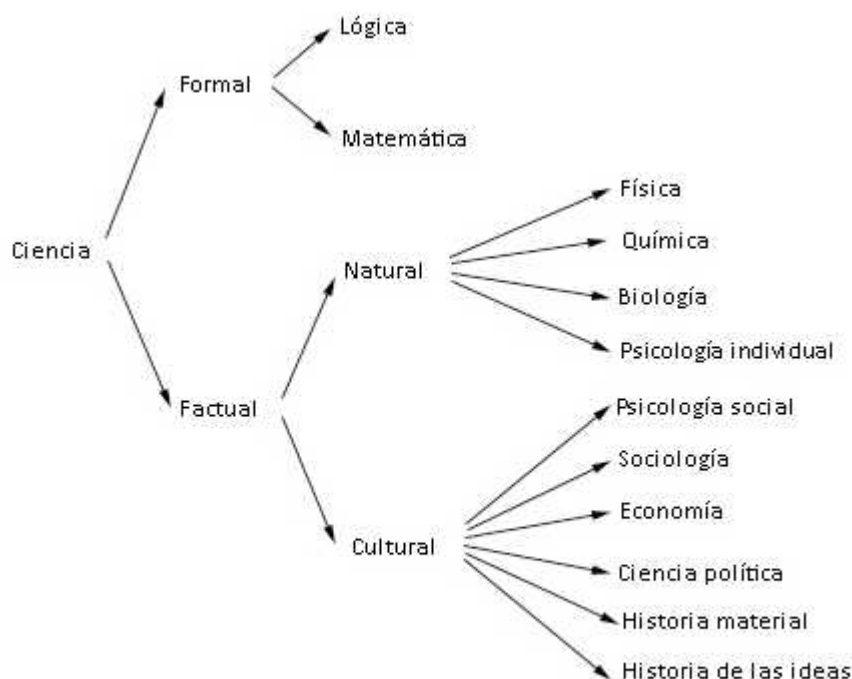 Lógica
Formal
Matemática
Física
Química
Ciencia
Natural
Biología
Psicología individual
Factual
Psicología social
Sociología
Economía
Cultural
Ciencia política
Historia material
Historia de las ideas